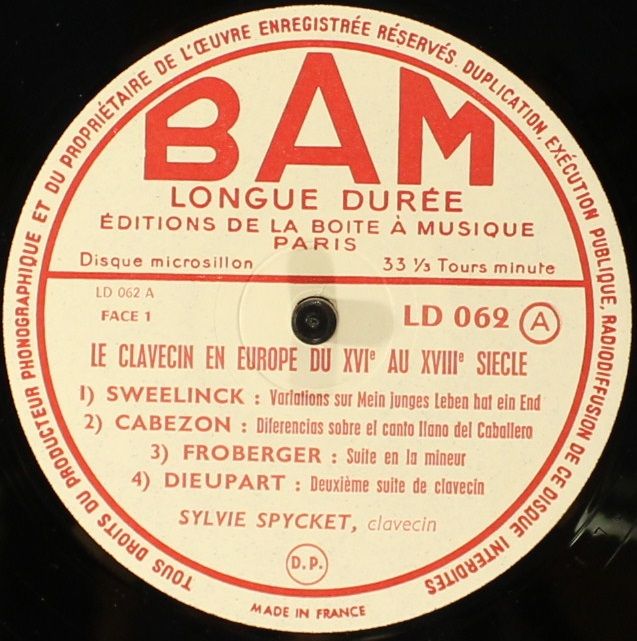 TOUS DROITS DU PRODUCTEUR PHONOGRAPHIQUE ET DU PROPRIÉTAIRE DE L'ŒUVRE ENREGISTRÉE RÉSERVÉS. DUPLICATION, EXÉCUTION PUBLIQUE, RADIODIFFUSION DE CE DISQUE INTERDITES
BAM
LONGUE DURÉE
ÉDITIONS DE LA BOITE À MUSIQUE
PARIS
Disque microsillon 33 ⅓ Tours minute
LD 062 A
FACE 1 LD 062 A
LE CLAVECIN EN EUROPE DU XVIe AU XVIIIe SIECLE
1) SWEELINCK : Variations sur Mein junges Leben hat ein End
2) CABEZON : Diferencias sobre el canto llano del Caballero
3) FROBERGER : Suite en la mineur
4) DIEUPART : Deuxième suite de clavecin
SYLVIE SPYCKET, clavecin
D.P.
MADE IN FRANCE